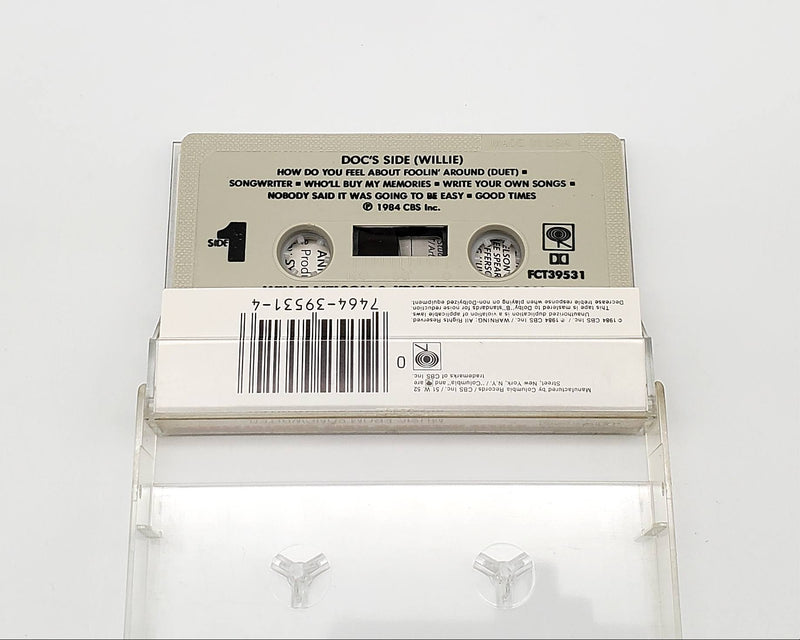 MADE IN U.S.A.
DOC'S SIDE (WILLIE)
HOW DO YOU FEEL ABOUT FOOLIN' AROUND (DUET) ■
SONGWRITER ■ WHO'LL BUY MY MEMORIES ■ WRITE YOUR OWN SONGS ■
NOBODY SAID IT WAS GOING TO BE EASY ■ GOOD TIMES
℗ 1984 CBS Inc.
SIDE 1
FCT39531
Manufactured by Columbia Records / CBS Inc. / 51 W. 52
Street, New York, N.Y. / "Columbia" and are
trademarks of CBS Inc.
© 1984 CBS Inc. / ℗ 1984 CBS Inc. / WARNING: All Rights Reserved
Unauthorized duplication is a violation of applicable laws
This tape is mastered to Dolby "B" standards for noise reduction
Decrease treble response when playing on non-Dolbyized equipment
0
7464-39531-4